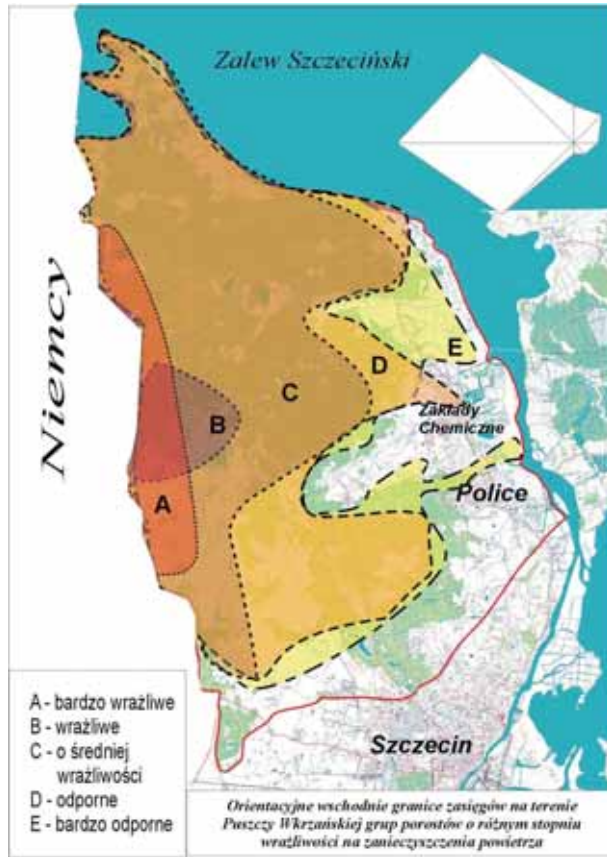 Zalew Szczeciński
Niemcy
E
D
C
B
A
Zakłady
Chemiczne
Police
Szczecin
A - bardzo wrażliwe
B - wrażliwe
C - o średniej
wrażliwości
D - odporne
E - bardzo odporne
Orientacyjne wschodnie granice zasięgów na terenie
Puszczy Wkrzańskiej grup porostów o różnym stopniu
wrażliwości na zanieczyszczenia powietrza